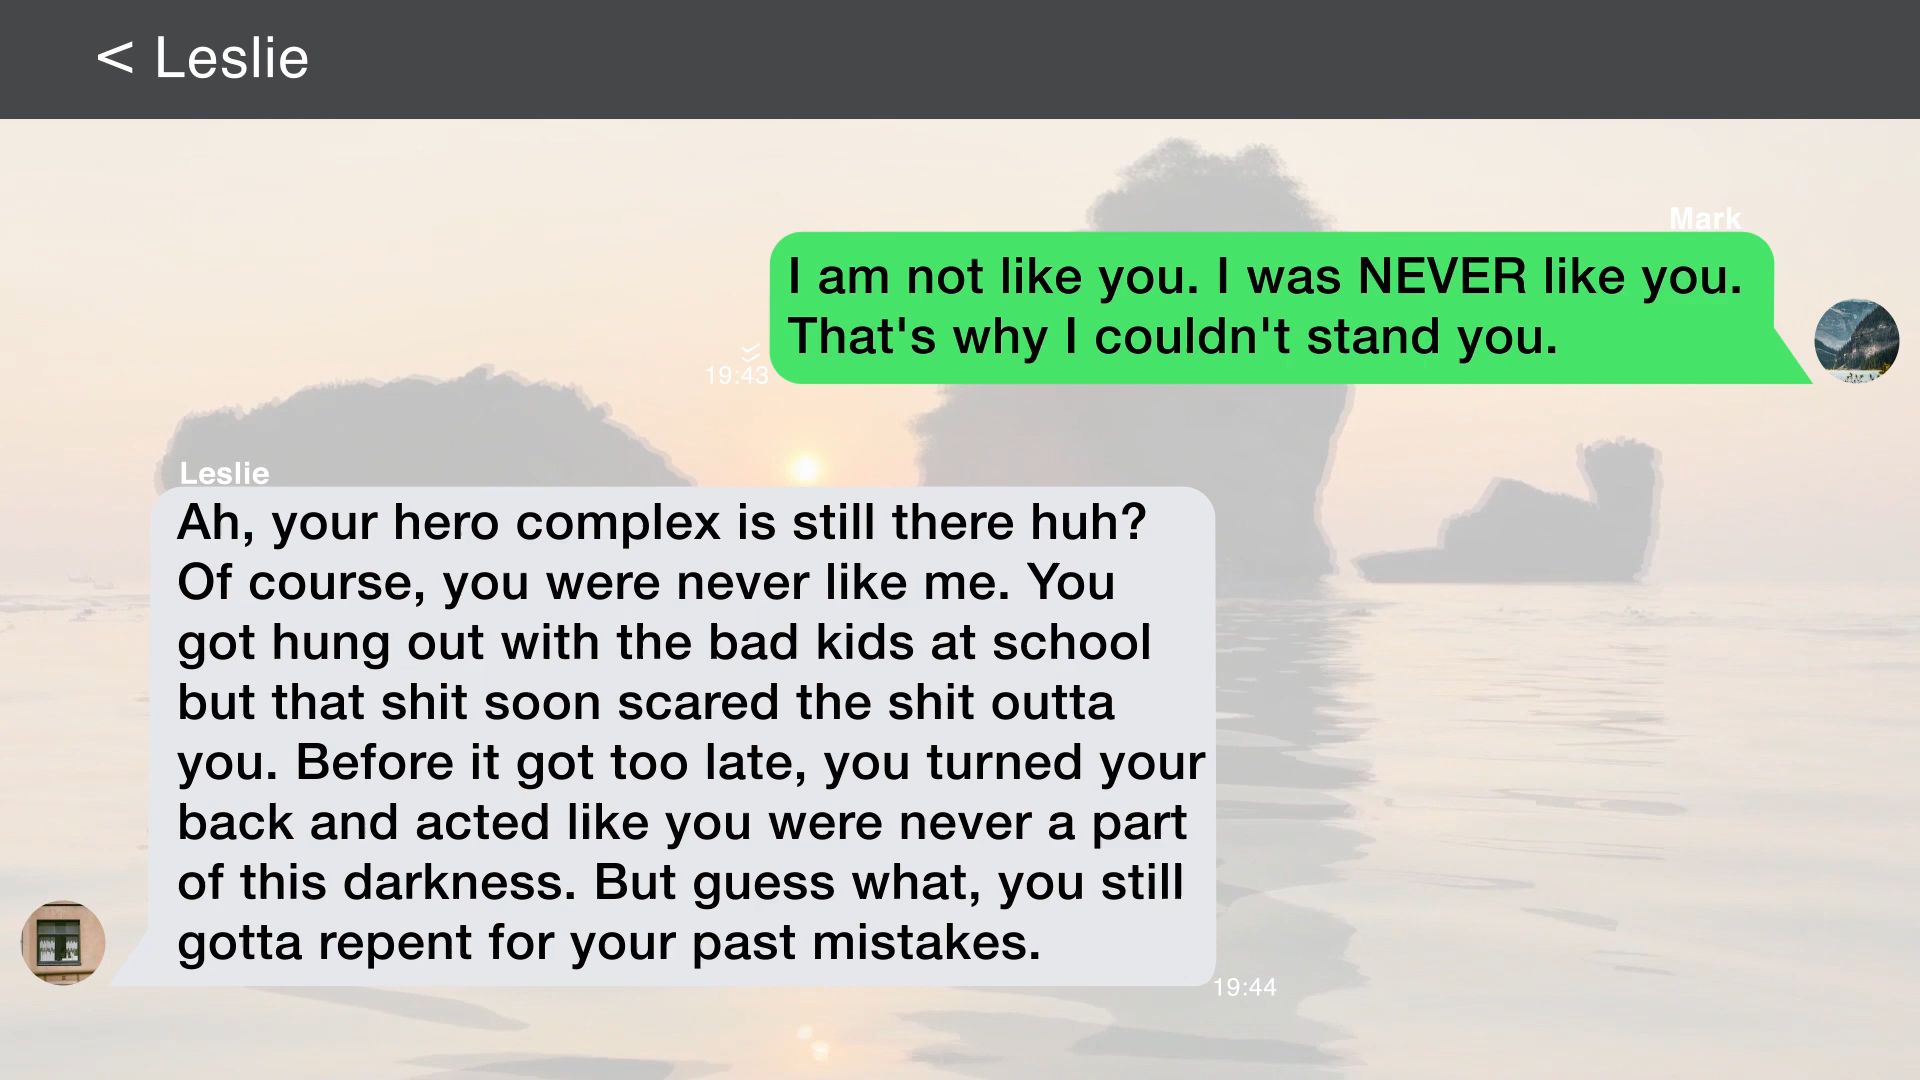 < Leslie
Mark
I am not like you. I was NEVER like you.
That's why I couldn't stand you.
19:43
Leslie
Ah, your hero complex is still there huh?
Of course, you were never like me. You
got hung out with the bad kids at school
but that shit soon scared the shit outta
you. Before it got too late, you turned your
back and acted like you were never a part
of this darkness. But guess what, you still
gotta repent for your past mistakes.
19:44